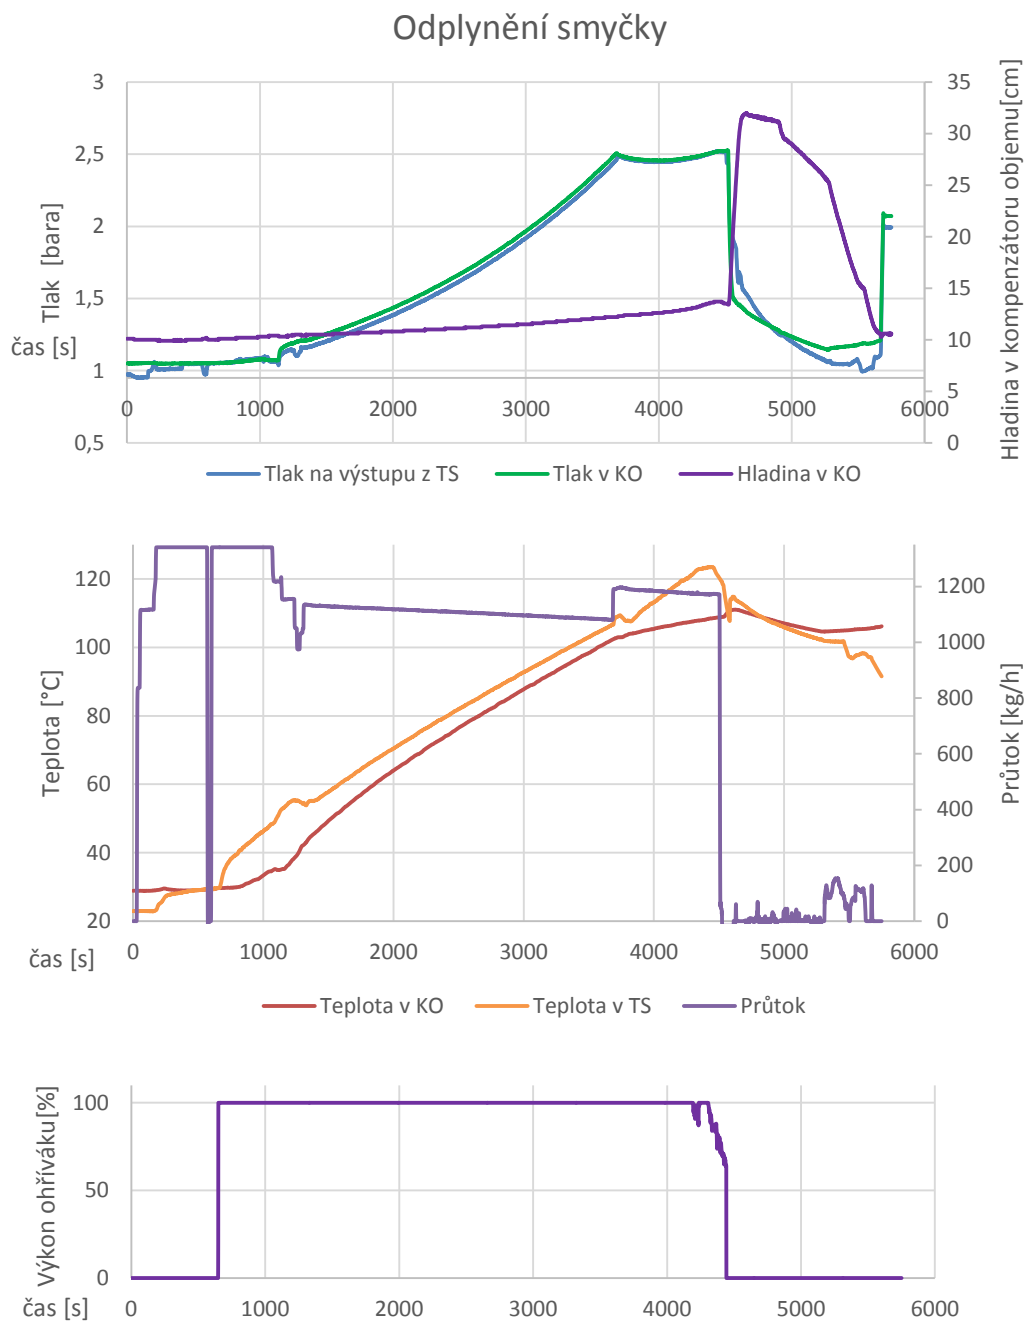 Odplynění smyčky
Tlak [bara]
3
2,5
2
1,5
1
0,5
čas [s]
0 1000 2000 3000 4000 5000 6000
35
30
25
20
15
10
5
0
Hladina v kompenzátoru objemu[cm]
Tlak na výstupu z TS Tlak v KO Hladina v KO
Teplota [°C]
120
100
80
60
40
20
1200
1000
800
600
400
200
0
Průtok [kg/h]
čas [s]
0 1000 2000 3000 4000 5000 6000
Teplota v KO Teplota v TS Průtok
Výkon ohříváku[%]
100
50
0
čas [s]
0 1000 2000 3000 4000 5000 6000